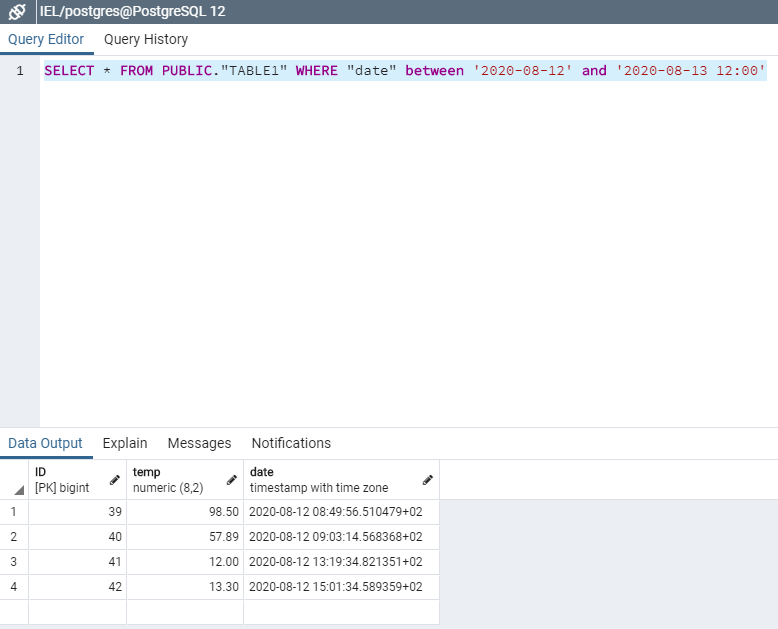 IEL/postgres@PostgreSQL 12
Query Editor Query History
1 SELECT * FROM PUBLIC."TABLE1" WHERE "date" between '2020-08-12' and '2020-08-13 12:00'
Data Output Explain Messages Notifications
ID temp date
[PK] bigint numeric (8,2) timestamp with time zone
1 39 98.50 2020-08-12 08:49:56.510479+02
2 40 57.89 2020-08-12 09:03:14.568368+02
3 41 12.00 2020-08-12 13:19:34.821351+02
4 42 13.30 2020-08-12 15:01:34.589359+02